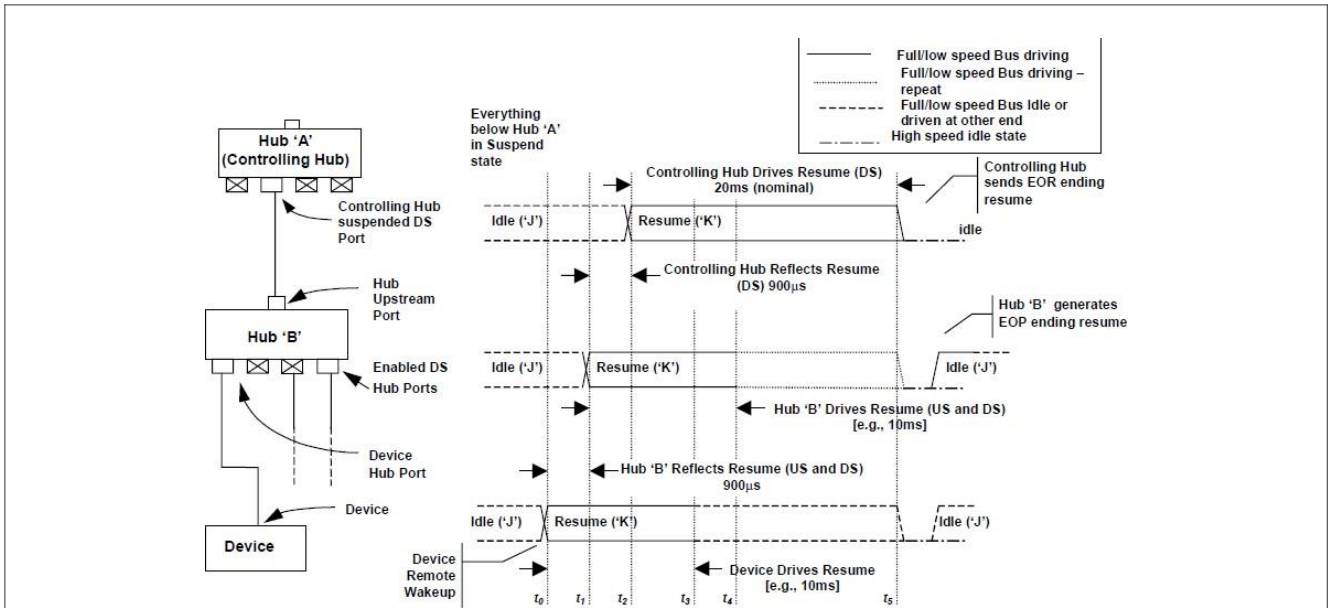 Full/low speed Bus driving
Full/low speed Bus driving –
repeat
Full/low speed Bus Idle or
driven at other end
High speed idle state
Everything
below Hub ‘A’
in Suspend
state
Hub ‘A’
(Controlling Hub)
Controlling Hub
suspended DS
Port
Controlling Hub Drives Resume (DS)
20ms (nominal)
Controlling Hub
sends EOR ending
resume
Idle (‘J’)
Resume (‘K’)
idle
Controlling Hub Reflects Resume
(DS) 900µs
Hub
Upstream
Port
Hub ‘B’
Hub ‘B’ generates
EOP ending resume
Enabled DS
Hub Ports
Idle (‘J’)
Resume (‘K’)
Idle (‘J’)
Hub ‘B’ Drives Resume (US and DS)
[e.g., 10ms]
Device
Hub Port
Hub ‘B’ Reflects Resume (US and DS)
900µs
Device
Device
Idle (‘J’)
Resume (‘K’)
Idle (‘J’)
Device
Remote
Wakeup
Device Drives Resume
[e.g., 10ms]
t0 t1 t2 t3 t4 t5